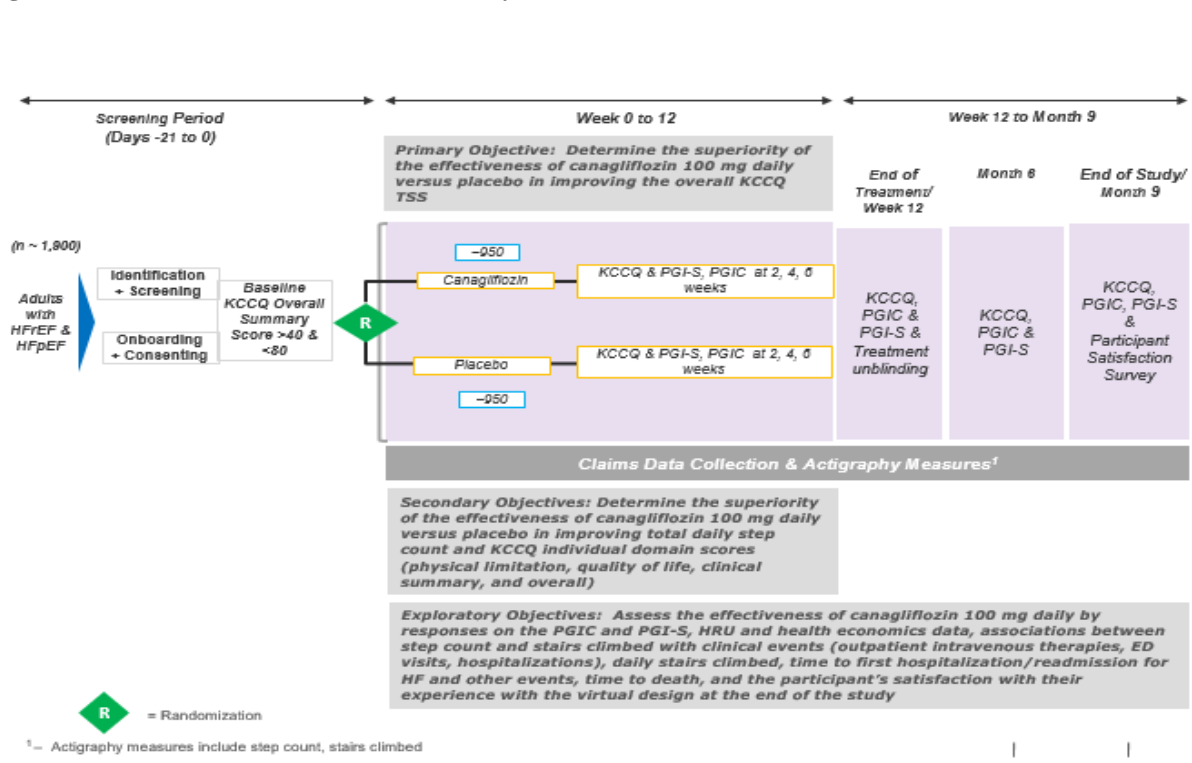 Screening Period
(Days -21 to 0)
Week 0 to 12
Week 12 to Month 9
Primary Objective: Determine the superiority of
the effectiveness of canagliflozin 100 mg daily
versus placebo in improving the overall KCCQ
TSS
End of
Treatment/
Week 12
Month 6
End of Study/
Month 9
(n ~ 1,900)
Adults
with
HFrEF &
HFpEF
Identification
+ Screening
Onboarding
+ Consenting
Baseline
KCCQ Overall
Summary
Score >40 &
<80
R
~950
Canagliflozin
KCCQ & PGI-S, PGIC at 2, 4, 6
weeks
Placebo
KCCQ & PGI-S, PGIC at 2, 4, 6
weeks
~950
KCCQ,
PGIC &
PGI-S &
Treatment
unblinding
KCCQ,
PGIC &
PGI-S
KCCQ,
PGIC, PGI-S
&
Participant
Satisfaction
Survey
Claims Data Collection & Actigraphy Measures¹
Secondary Objectives: Determine the superiority
of the effectiveness of canagliflozin 100 mg daily
versus placebo in improving total daily step
count and KCCQ individual domain scores
(physical limitation, quality of life, clinical
summary, and overall)
Exploratory Objectives: Assess the effectiveness of canagliflozin 100 mg daily by
responses on the PGIC and PGI-S, HRU and health economics data, associations between
step count and stairs climbed with clinical events (outpatient intravenous therapies, ED
visits, hospitalizations), daily stairs climbed, time to first hospitalization/readmission for
HF and other events, time to death, and the participant's satisfaction with their
experience with the virtual design at the end of the study
R = Randomization
¹– Actigraphy measures include step count, stairs climbed